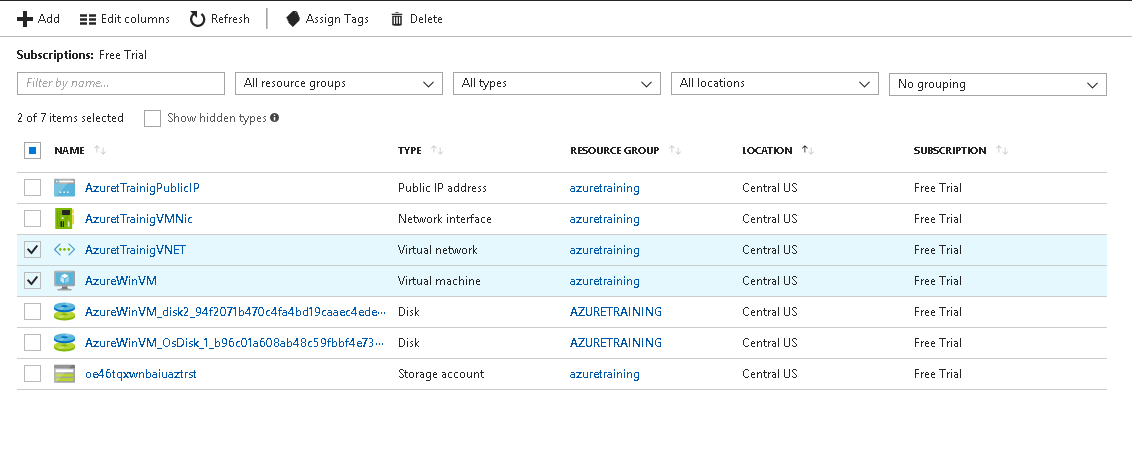 Add Edit columns Refresh Assign Tags Delete
Subscriptions: Free Trial
Filter by name... All resource groups All types All locations No grouping
2 of 7 items selected Show hidden types
NAME TYPE RESOURCE GROUP LOCATION SUBSCRIPTION
AzuretTrainigPublicIP Public IP address azuretraining Central US Free Trial
AzuretTrainigVMNic Network interface azuretraining Central US Free Trial
AzuretTrainigVNET Virtual network azuretraining Central US Free Trial
AzureWinVM Virtual machine azuretraining Central US Free Trial
AzureWinVM_disk2_94f2071b470c4fa4bd19caaec4ede... Disk AZURETRAINING Central US Free Trial
AzureWinVM_OsDisk_1_b96c01a608ab48c59fbbf4e73... Disk AZURETRAINING Central US Free Trial
oe46tqxwnbaiuaztrst Storage account azuretraining Central US Free Trial